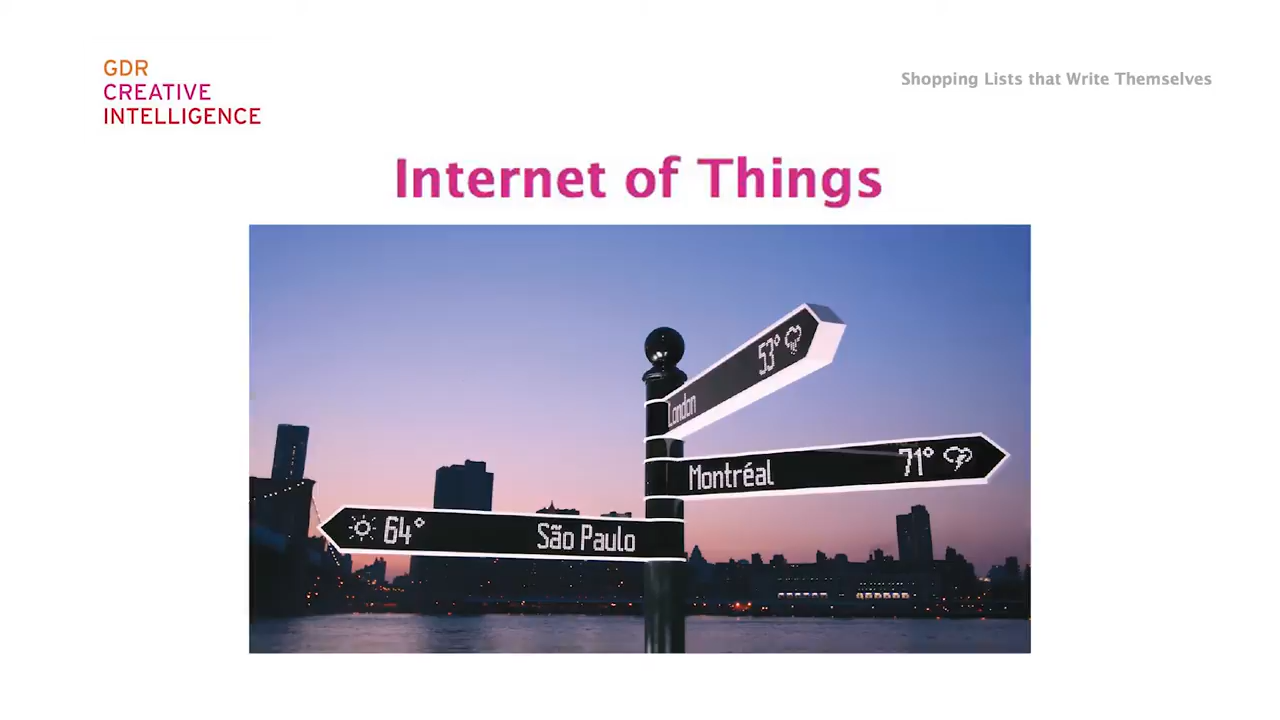 GDR
CREATIVE
INTELLIGENCE
Shopping Lists that Write Themselves
Internet of Things
53°
London
Montréal 71°
64° São Paulo